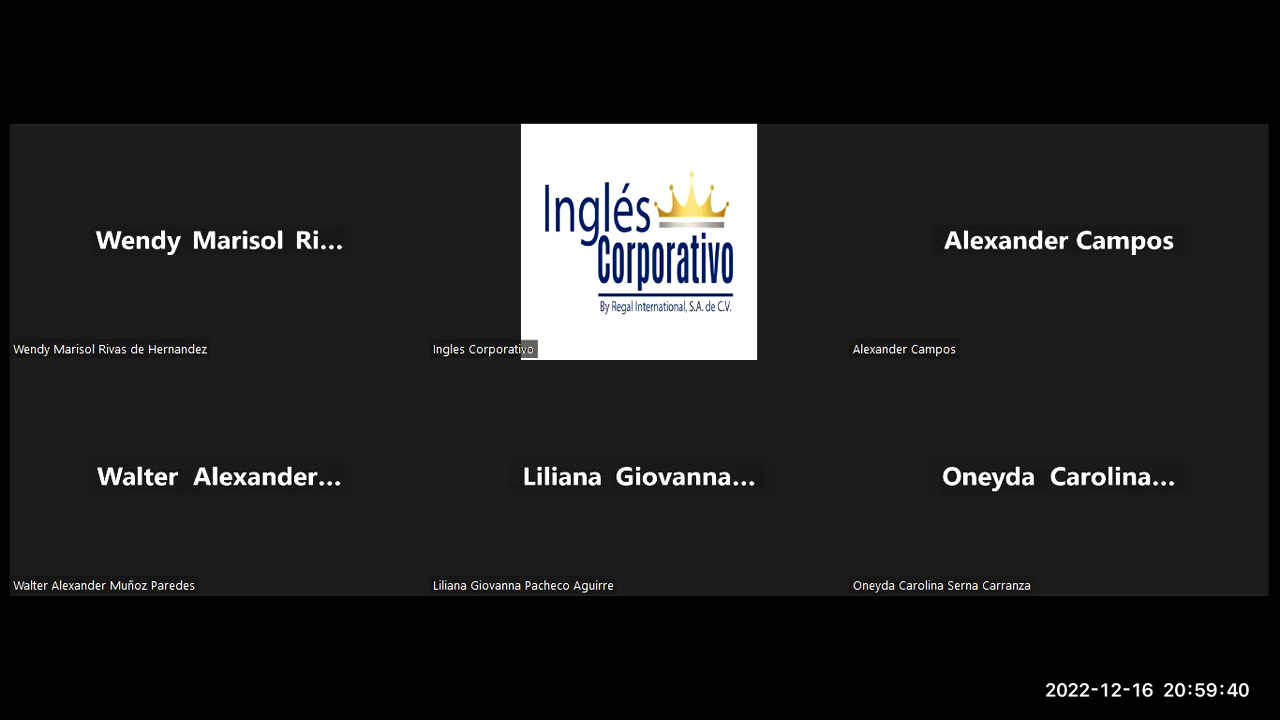 Wendy Marisol Ri...
Inglés
Corporativo
By Regal International, S.A. de C.V.
Alexander Campos
Wendy Marisol Rivas de Hernandez
Ingles Corporativo
Alexander Campos
Walter Alexander...
Liliana Giovanna...
Oneyda Carolina...
Walter Alexander Muñoz Paredes
Liliana Giovanna Pacheco Aguirre
Oneyda Carolina Serna Carranza
2022-12-16 20:59:40